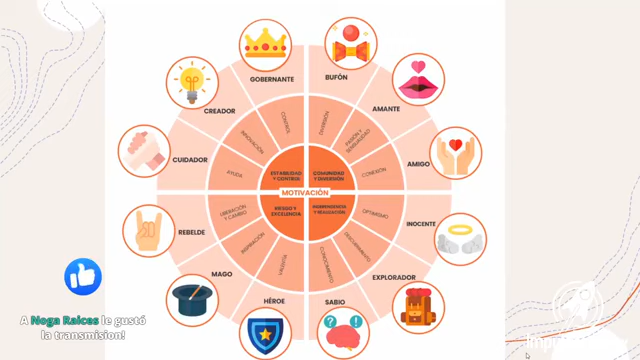 GOBERNANTE
BUFÓN
CREADOR
AMANTE
CUIDADOR
AMIGO
REBELDE
INOCENTE
MAGO
EXPLORADOR
HÉROE
SABIO
CONTROL
DIVERSIÓN
INNOVACIÓN
PASIÓN Y
SENSUALIDAD
AYUDA
CONEXIÓN
ESTABILIDAD
Y CONTROL
COMUNIDAD
Y DIVERSIÓN
MOTIVACIÓN
RIESGO Y
EXCELENCIA
INDEPENDENCIA
Y REALIZACIÓN
LIBERACIÓN
Y CAMBIO
OPTIMISMO
INSPIRACIÓN
DESCUBRIMIENTO
VALENTÍA
CONOCIMIENTO
? ?
A Noga Raices le gustó
la transmision!